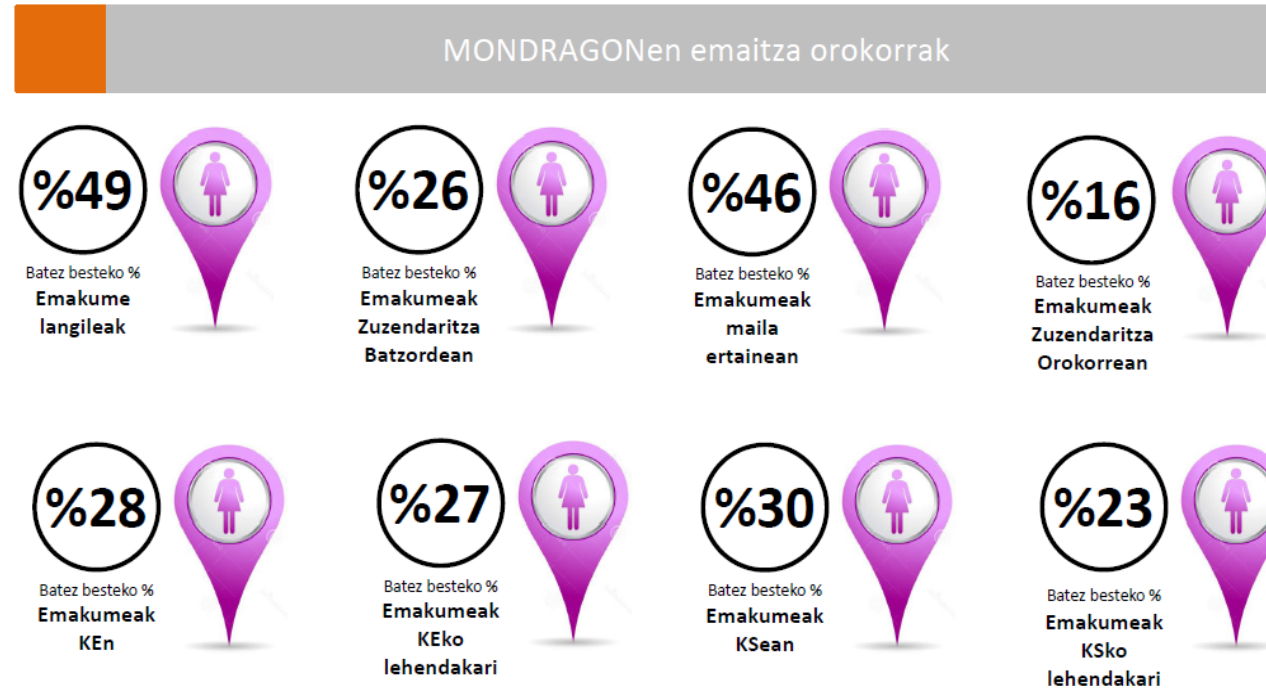 MONDRAGONen emaitza orokorrak
%49
Batez besteko %
Emakume
langileak
%26
Batez besteko %
Emakumeak
Zuzendaritza
Batzordean
%46
Batez besteko %
Emakumeak
maila
ertainean
%16
Batez besteko %
Emakumeak
Zuzendaritza
Orokorrean
%28
Batez besteko %
Emakumeak
KEn
%27
Batez besteko %
Emakumeak
KEko
lehendakari
%30
Batez besteko %
Emakumeak
KSean
%23
Batez besteko %
Emakumeak
KSko
lehendakari